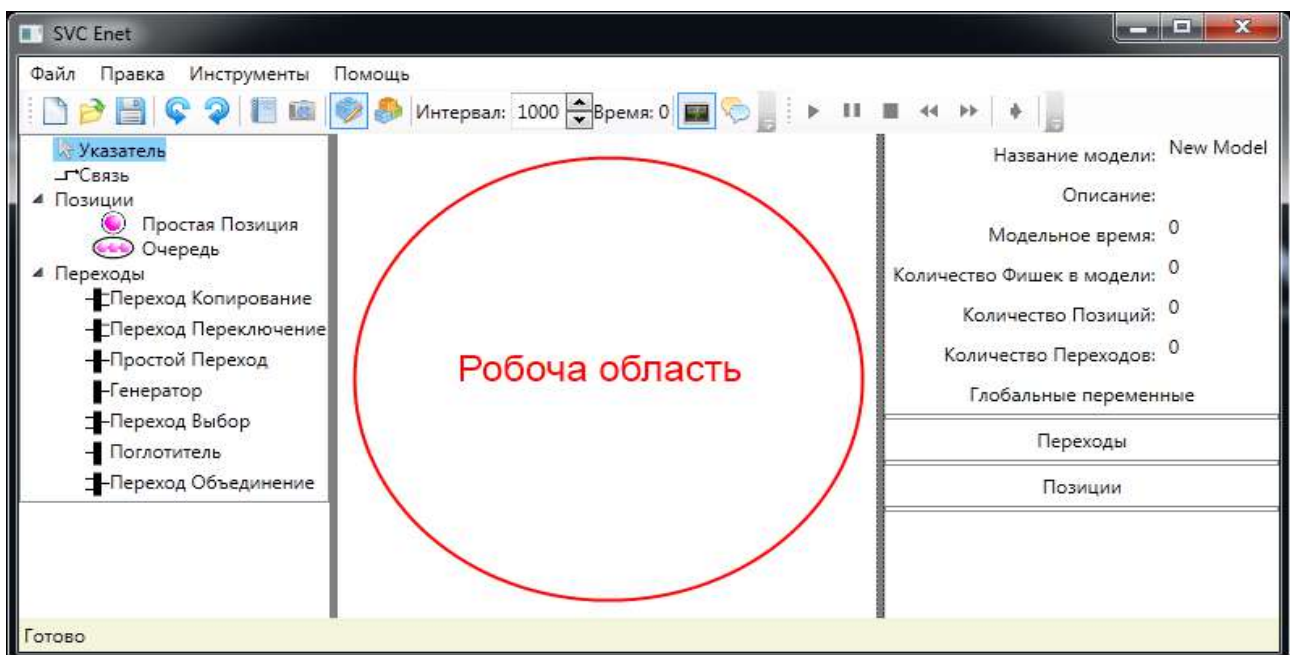 SVC Enet
Файл Правка Инструменты Помощь
Интервал: 1000 Время: 0
Указатель
Связь
Позиции
Простая Позиция
Очередь
Переходы
Переход Копирование
Переход Переключение
Простой Переход
Генератор
Переход Выбор
Поглотитель
Переход Объединение
Робоча область
Название модели: New Model
Описание:
Модельное время: 0
Количество Фишек в модели: 0
Количество Позиций: 0
Количество Переходов: 0
Глобальные переменные
Переходы
Позиции
Готово